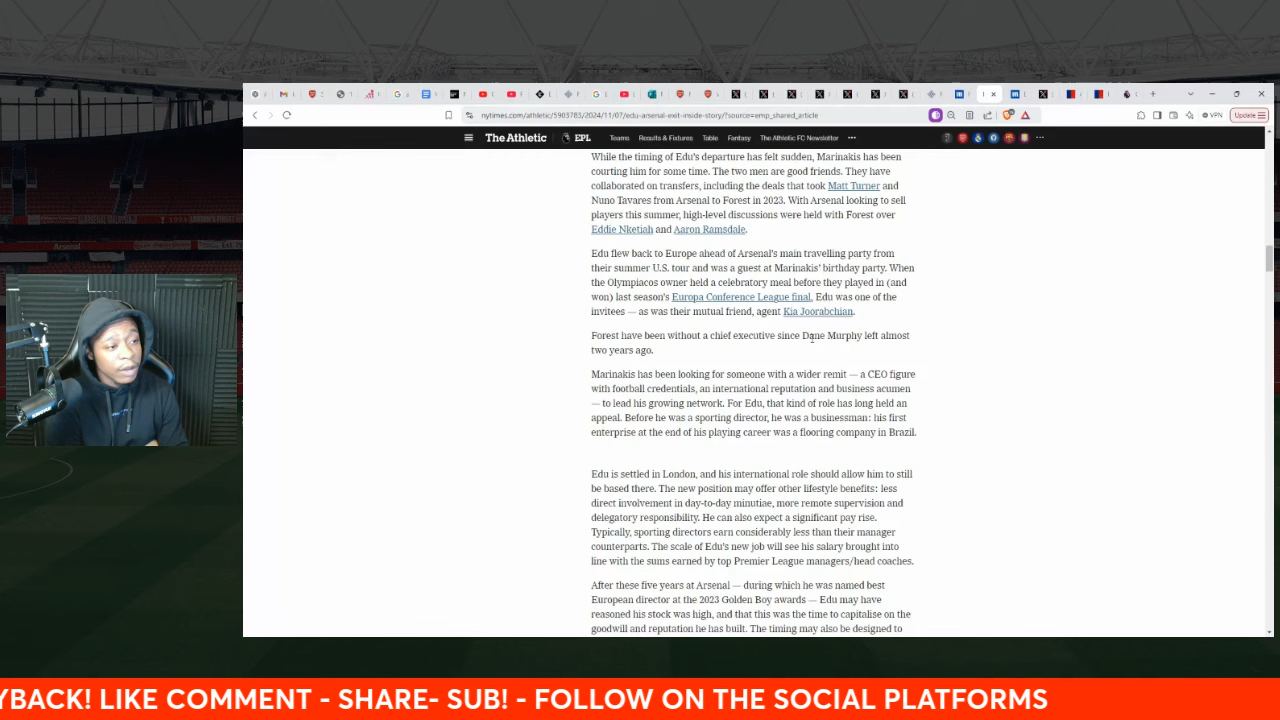 Update
nytimes.com/athletic/5903783/2024/11/07/edu-arsenal-exit-inside-story/?source=emp_shared_article
VPN
The Athletic
EPL
Teams
Results & Fixtures
Table
Fantasy
The Athletic FC Newsletter
While the timing of Edu's departure has felt sudden, Marinakis has been
courting him for some time. The two men are good friends. They have
collaborated on transfers, including the deals that took Matt Turner and
Nuno Tavares from Arsenal to Forest in 2023. With Arsenal looking to sell
players this summer, high-level discussions were held with Forest over
Eddie Nketiah and Aaron Ramsdale.
Edu flew back to Europe ahead of Arsenal's main travelling party from
their summer U.S. tour and was a guest at Marinakis' birthday party. When
the Olympiacos owner held a celebratory meal before they played in (and
won) last season's Europa Conference League final, Edu was one of the
invitees — as was their mutual friend, agent Kia Joorabchian.
Forest have been without a chief executive since Dane Murphy left almost
two years ago.
Marinakis has been looking for someone with a wider remit — a CEO figure
with football credentials, an international reputation and business acumen
— to lead his growing network. For Edu, that kind of role has long held an
appeal. Before he was a sporting director, he was a businessman: his first
enterprise at the end of his playing career was a flooring company in Brazil.
Edu is settled in London, and his international role should allow him to still
be based there. The new position may offer other lifestyle benefits: less
direct involvement in day-to-day minutiae, more remote supervision and
delegatory responsibility. He can also expect a significant pay rise.
Typically, sporting directors earn considerably less than their manager
counterparts. The scale of Edu's new job will see his salary brought into
line with the sums earned by top Premier League managers/head coaches.
After these five years at Arsenal — during which he was named best
European director at the 2023 Golden Boy awards — Edu may have
reasoned his stock was high, and that this was the time to capitalise on the
goodwill and reputation he has built. The timing may also be designed to
YBACK! LIKE COMMENT - SHARE- SUB! - FOLLOW ON THE SOCIAL PLATFORMS